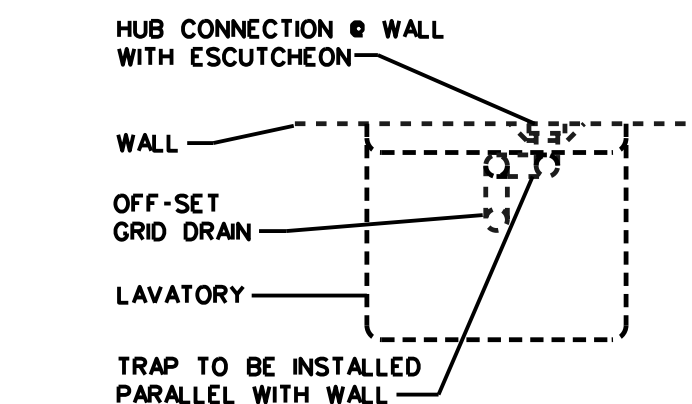 HUB CONNECTION @ WALL
WITH ESCUTCHEON
WALL
OFF-SET
GRID DRAIN
LAVATORY
TRAP TO BE INSTALLED
PARALLEL WITH WALL